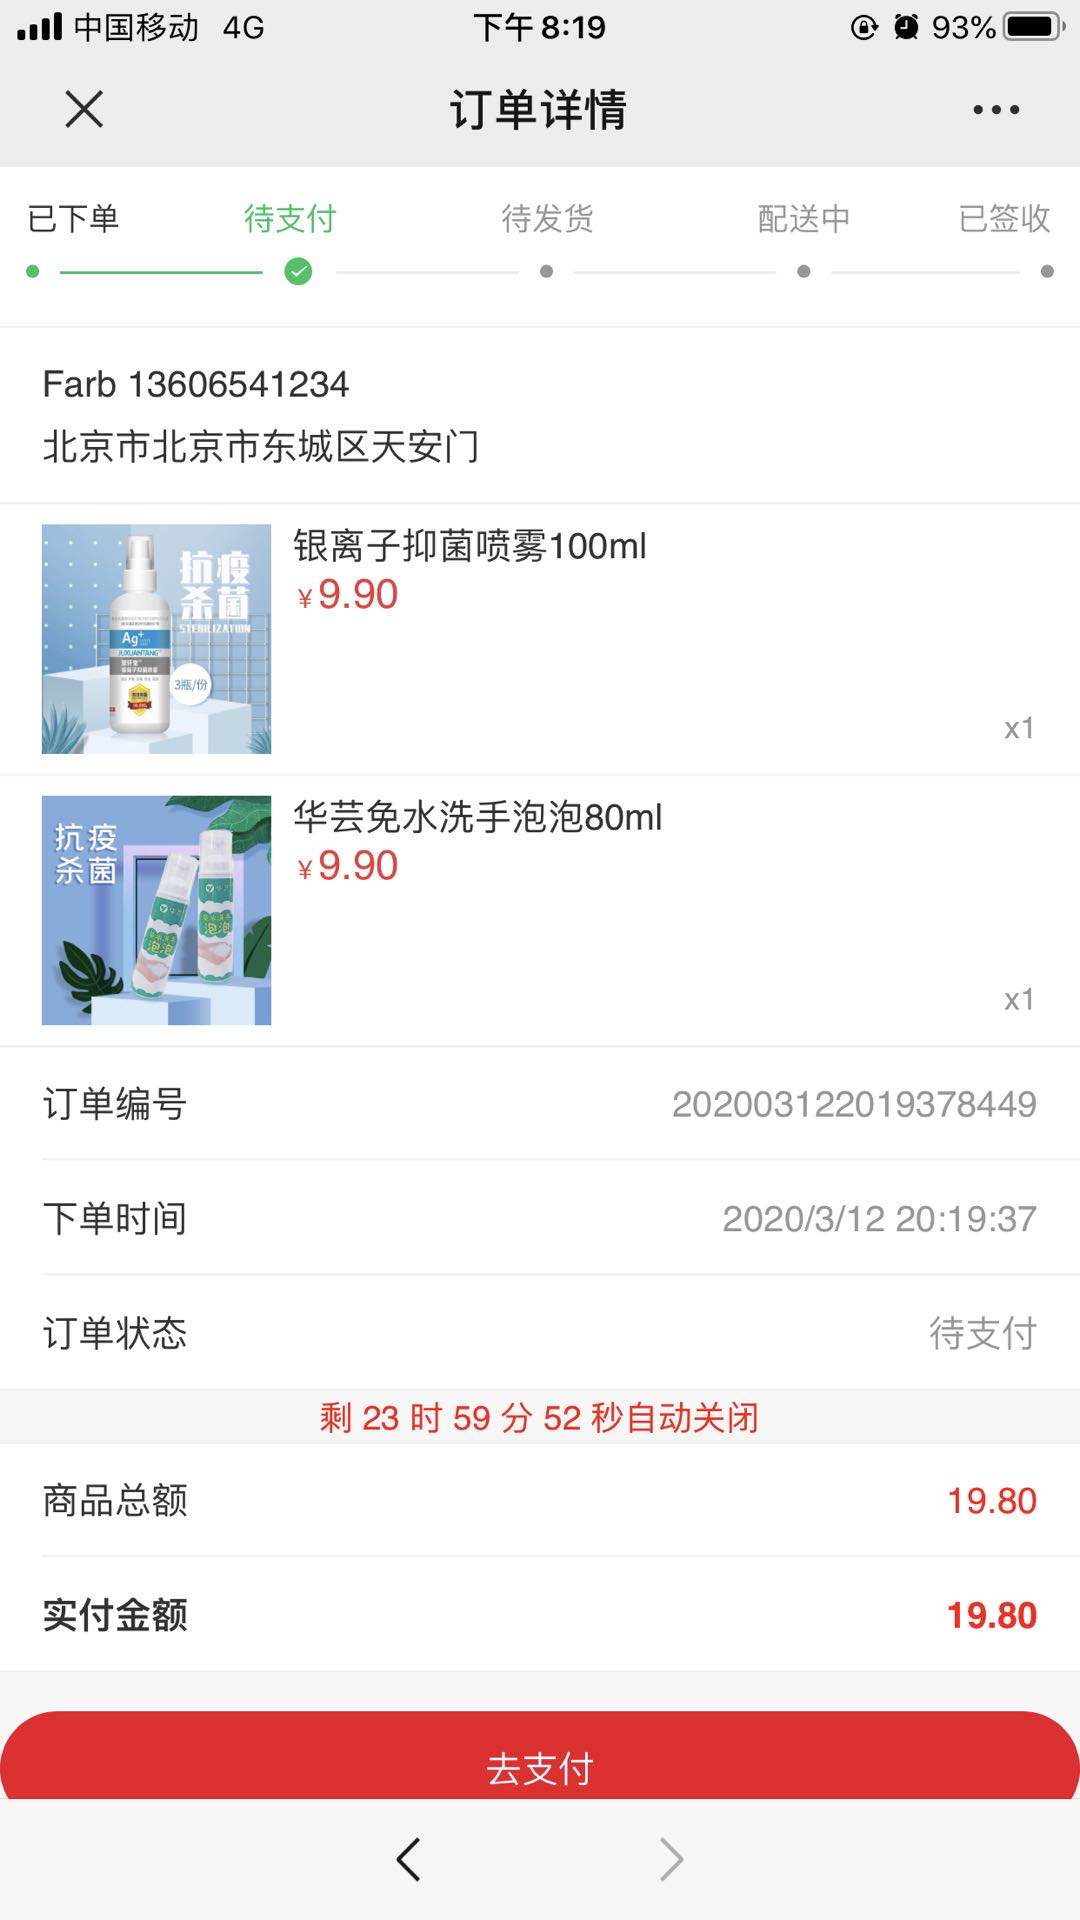 中国移动 4G 下午8:19 93%
订单详情
已下单 待支付 待发货 配送中 已签收
Farb 13606541234
北京市北京市东城区天安门
银离子抑菌喷雾100ml
¥9.90
抗疫
杀菌
STERILIZATION
Ag+
JUXUANTANG
3瓶/份
x1
华芸免水洗手泡泡80ml
¥9.90
抗疫
杀菌
泡泡
泡泡
x1
订单编号 202003122019378449
下单时间 2020/3/12 20:19:37
订单状态 待支付
剩 23 时 59 分 52 秒自动关闭
商品总额 19.80
实付金额 19.80
去支付